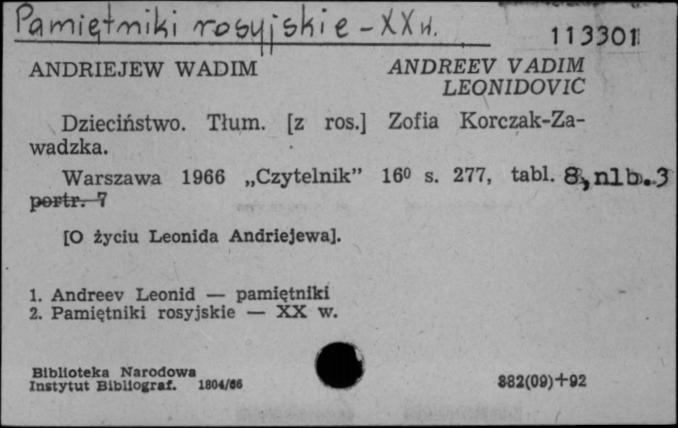 Pamiętniki rosyjskie - XX w.
113301
ANDRIEJEW WADIM
ANDREEV VADIM
LEONIDOVIC
Dzieciństwo. Tłum. [z ros.] Zofia Korczak-Za-
wadzka.
Warszawa 1966 „Czytelnik” 16⁰ s. 277, tabl. 8, nlb. 3
portr. 7
[O życiu Leonida Andriejewa].
1. Andreev Leonid — pamiętniki
2. Pamiętniki rosyjskie — XX w.
Biblioteka Narodowa
Instytut Bibliograf. 1804/66
882(09)+92